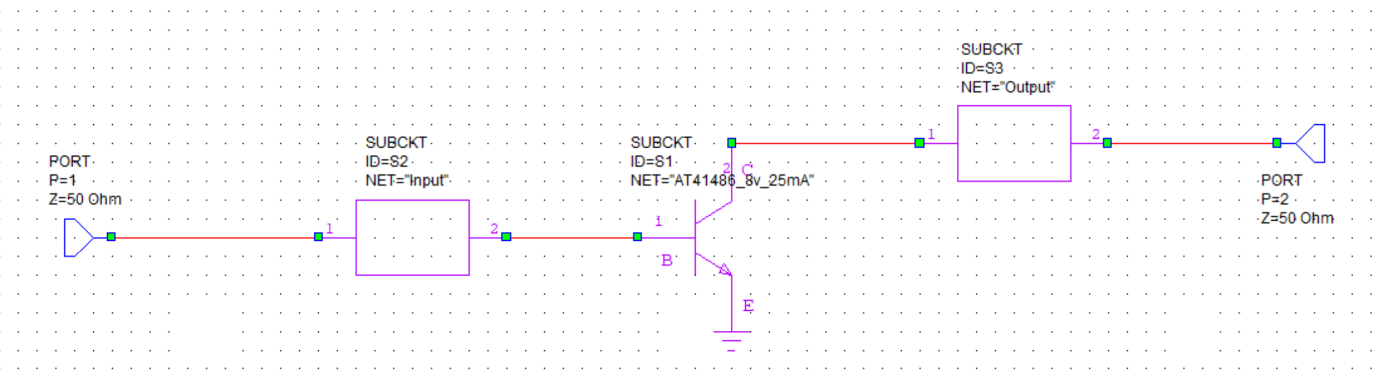 SUBCKT
ID=S3
NET="Output"
1
2
SUBCKT
ID=S2
NET="Input"
1
2
SUBCKT
ID=S1
NET="AT41486_8v_25mA"
2
C
1
B
E
PORT
P=1
Z=50 Ohm
PORT
P=2
Z=50 Ohm